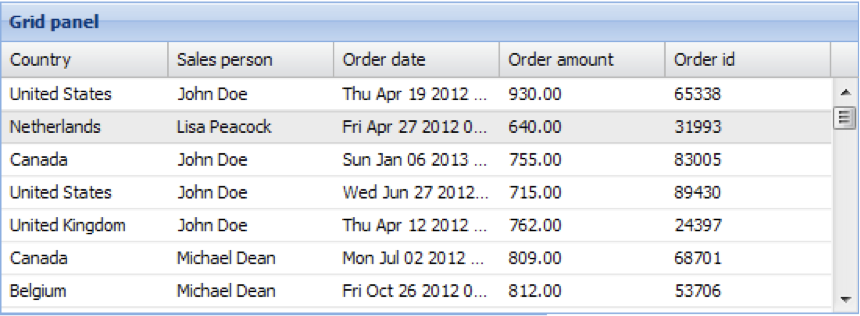 Grid panel
Country Sales person Order date Order amount Order id
United States John Doe Thu Apr 19 2012 ... 930.00 65338
Netherlands Lisa Peacock Fri Apr 27 2012 0... 640.00 31993
Canada John Doe Sun Jan 06 2013 ... 755.00 83005
United States John Doe Wed Jun 27 2012... 715.00 89430
United Kingdom John Doe Thu Apr 12 2012 ... 762.00 24397
Canada Michael Dean Mon Jul 02 2012 ... 809.00 68701
Belgium Michael Dean Fri Oct 26 2012 0... 812.00 53706